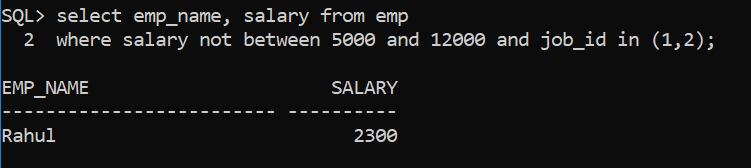 SQL> select emp_name, salary from emp
  2  where salary not between 5000 and 12000 and job_id in (1,2);
EMP_NAME                      SALARY
------------------------- ----------
Rahul                           2300